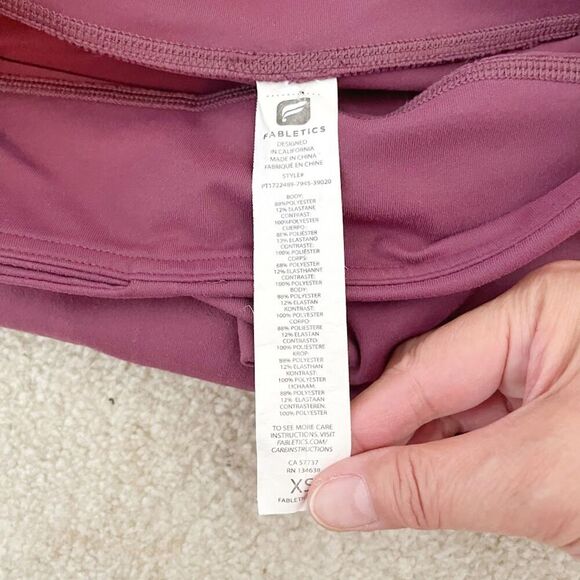 FABLETICS
DESIGNED
IN CALIFORNIA
MADE IN CHINA
FABRIQUÉ EN CHINE
STYLE#
PT1722489-7945-39020
BODY:
88%POLYESTER
12% ELASTANE
CONTRAST:
100%POLYESTER
CUERPO
88% POLIÉSTER
12% ELASTANO
CONTRASTE:
100% POLIÉSTER
CORPS:
68% POLYESTER
12% ELASTHANNT
CONTRASTE:
100% POLYESTER
BODY:
88% POLYESTER
12% ELASTAN
KONTRAST:
100% POLYESTER
CORPO
88% POLIESTERE
12% ELASTAN
CONTRASTO:
100% POLIESTERE
KROP:
88% POLYESTER
12% ELASTHAN
KONTRAST:
100% POLYESTER
LICHAAM:
88% POLYESTER
12% ELASTAAN
CONTRASTEREN,
100% POLYESTER
TO SEE MORE CARE
INSTRUCTIONS, VISIT
FABLETICS.COM/
CAREINSTRUCTIONS
CA 57737
RN 134638
XS